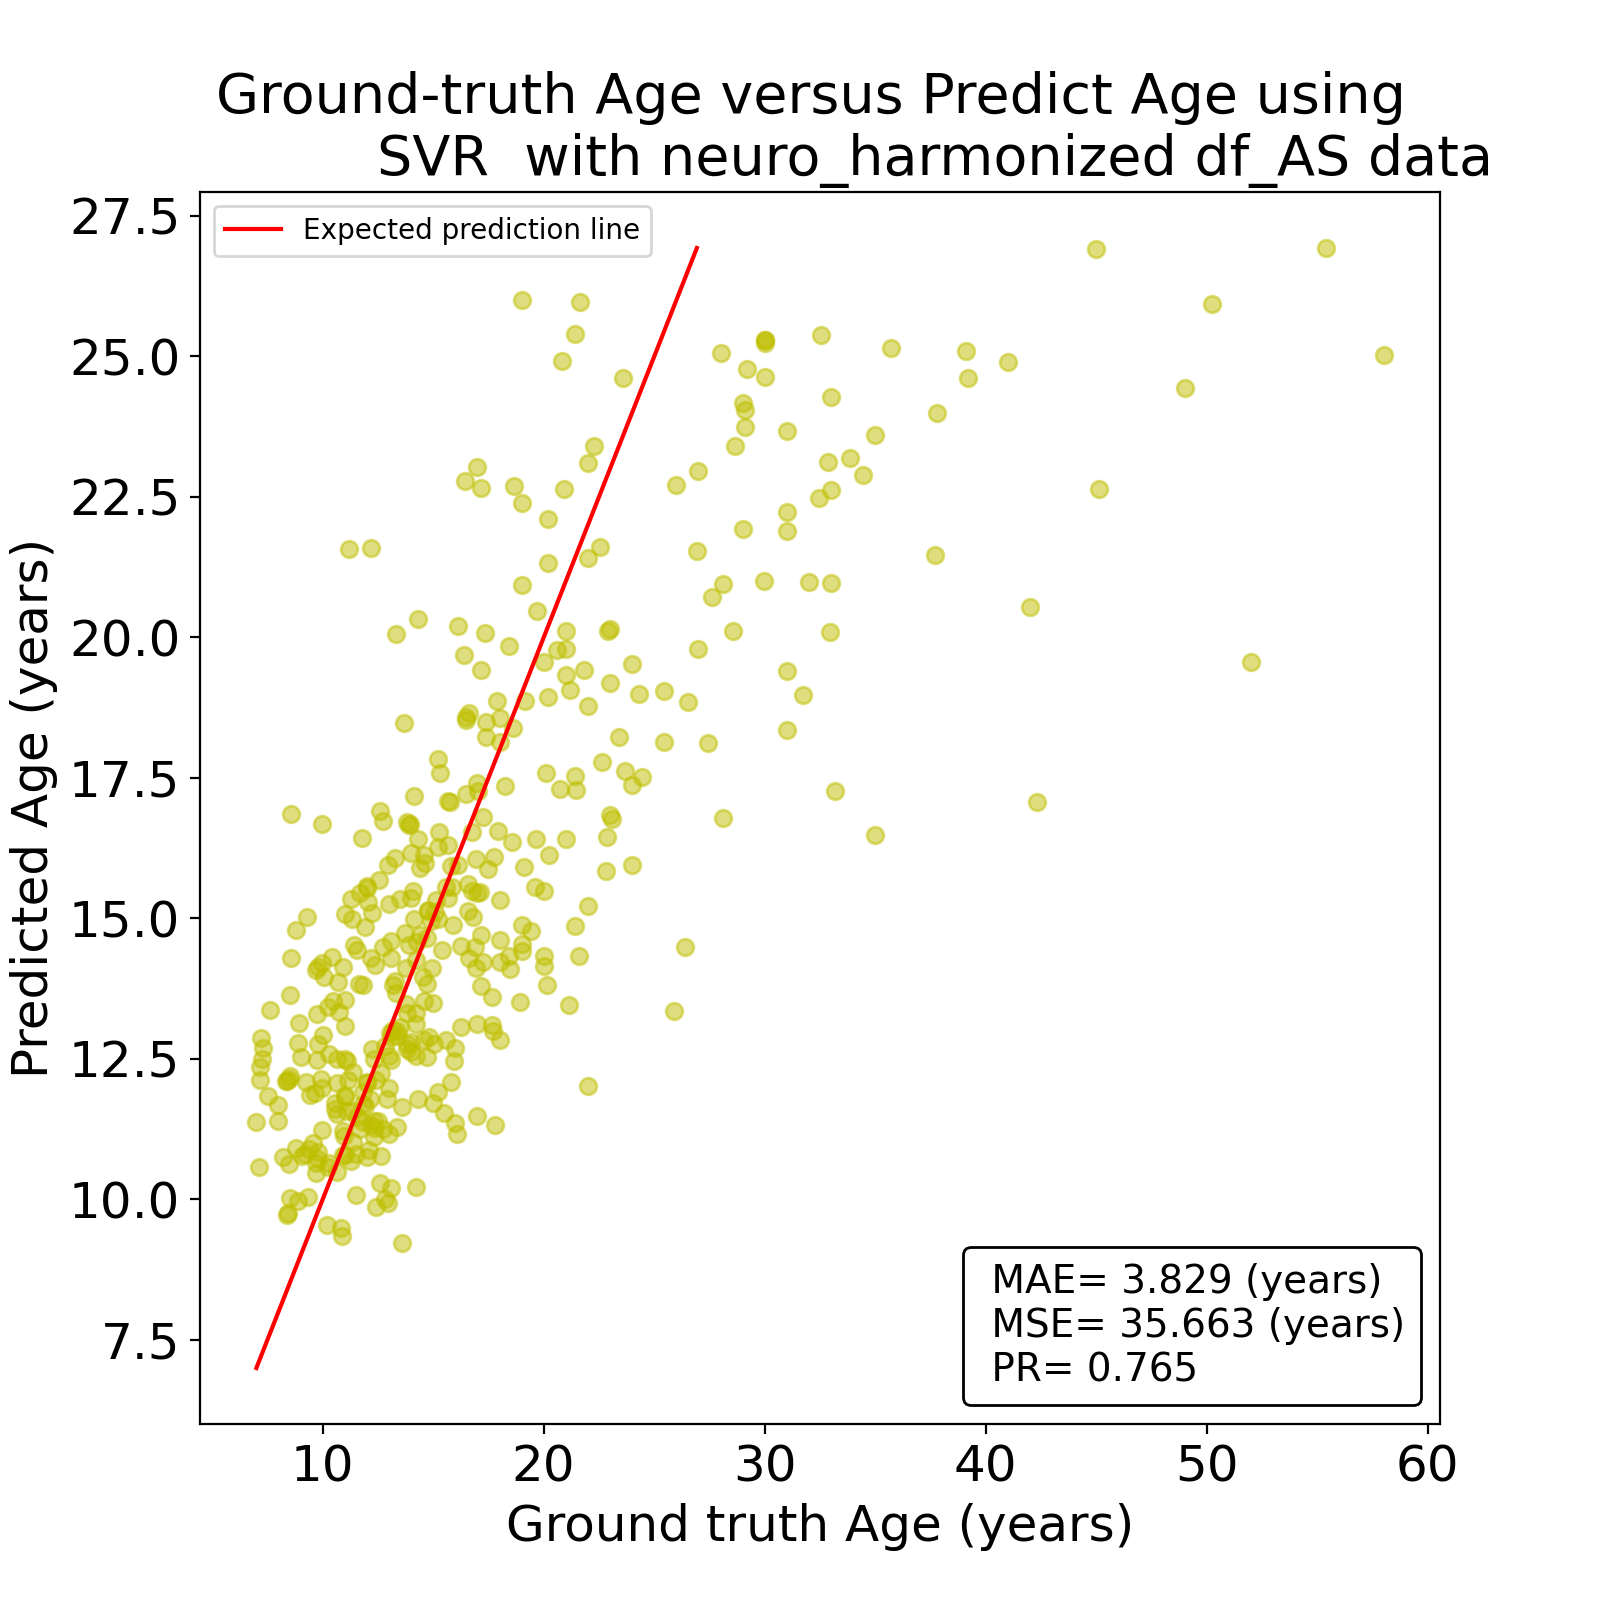 Ground-truth Age versus Predict Age using
SVR  with neuro_harmonized df_AS data
Expected prediction line
27.5
25.0
22.5
20.0
17.5
15.0
12.5
10.0
7.5
Predicted Age (years)
MAE= 3.829 (years)
MSE= 35.663 (years)
PR= 0.765
10 20 30 40 50 60
Ground truth Age (years)